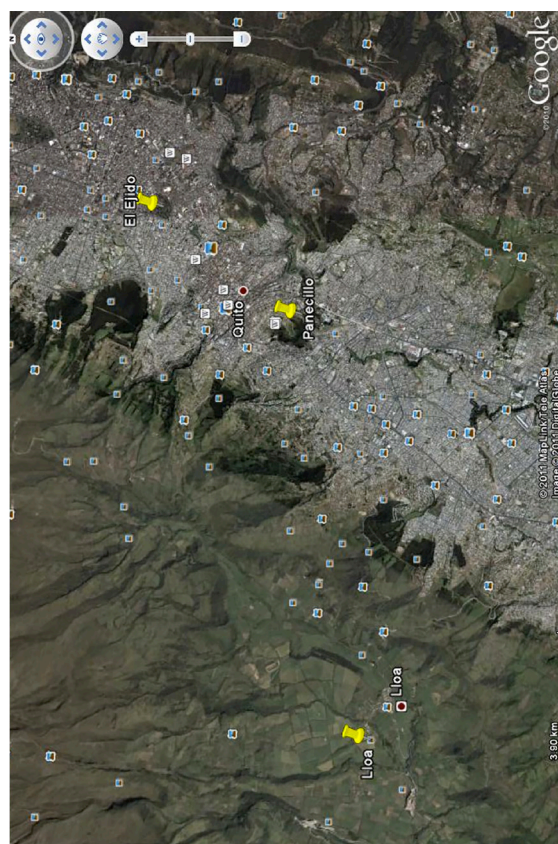 El Ejido
Quito
Panecillo
Lloa
Lloa
© 2011 MapLink/Tele Atlas
Image © 2011 DigitalGlobe
3.90 km
Google